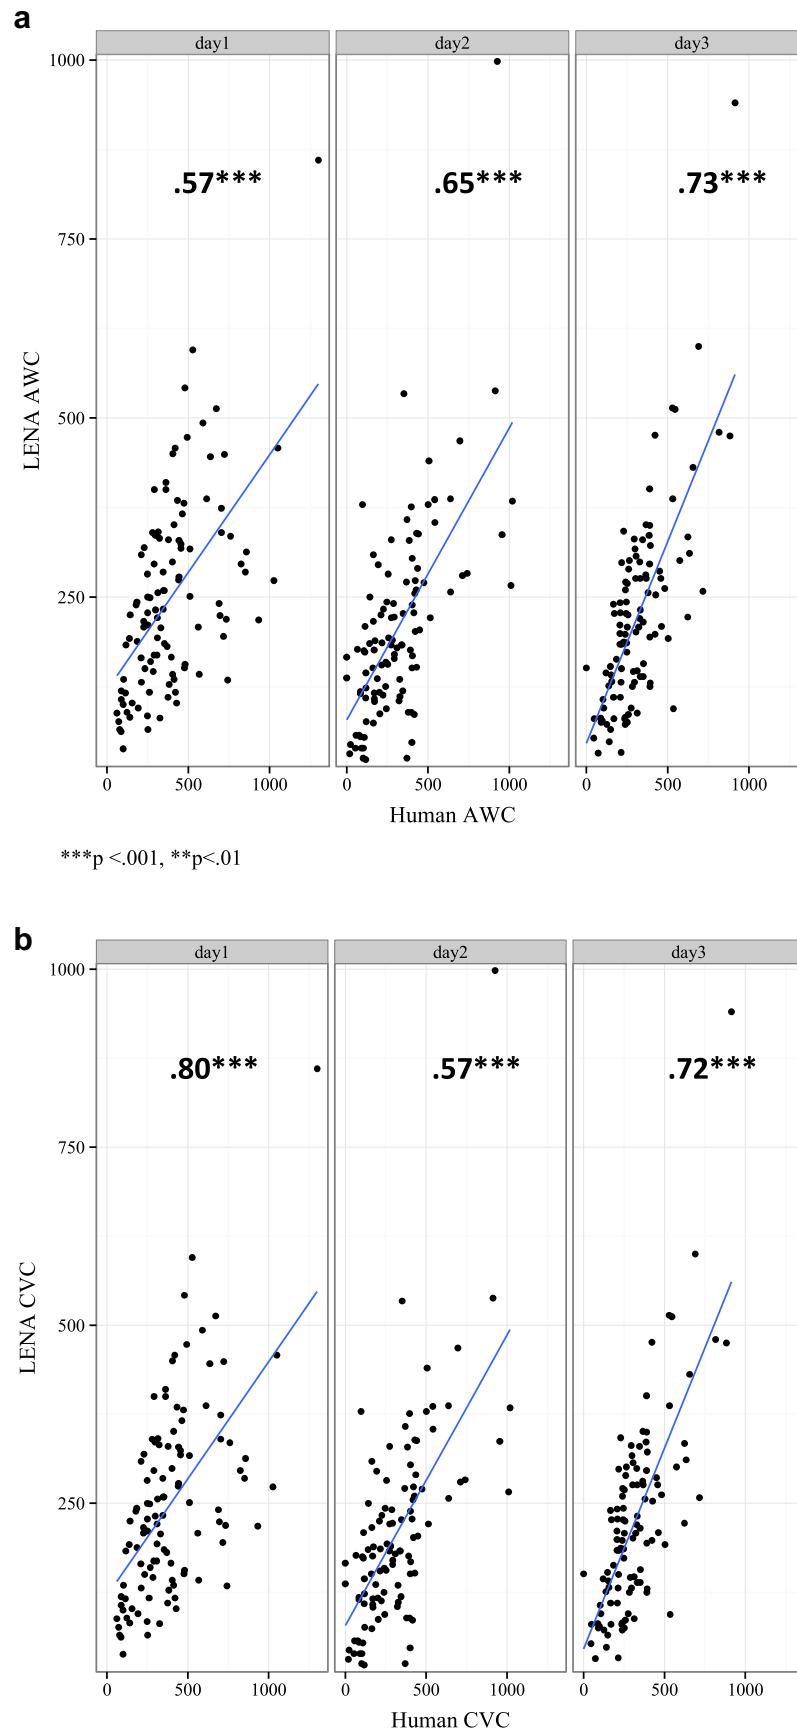 a
day1 day2 day3
1000
.57*** .65*** .73***
750
LENA AWC
500
250
0 500 1000 0 500 1000 0 500 1000
Human AWC
***p <.001, **p<.01
b
day1 day2 day3
1000
.80*** .57*** .72***
750
LENA CVC
500
250
0 500 1000 0 500 1000 0 500 1000
Human CVC